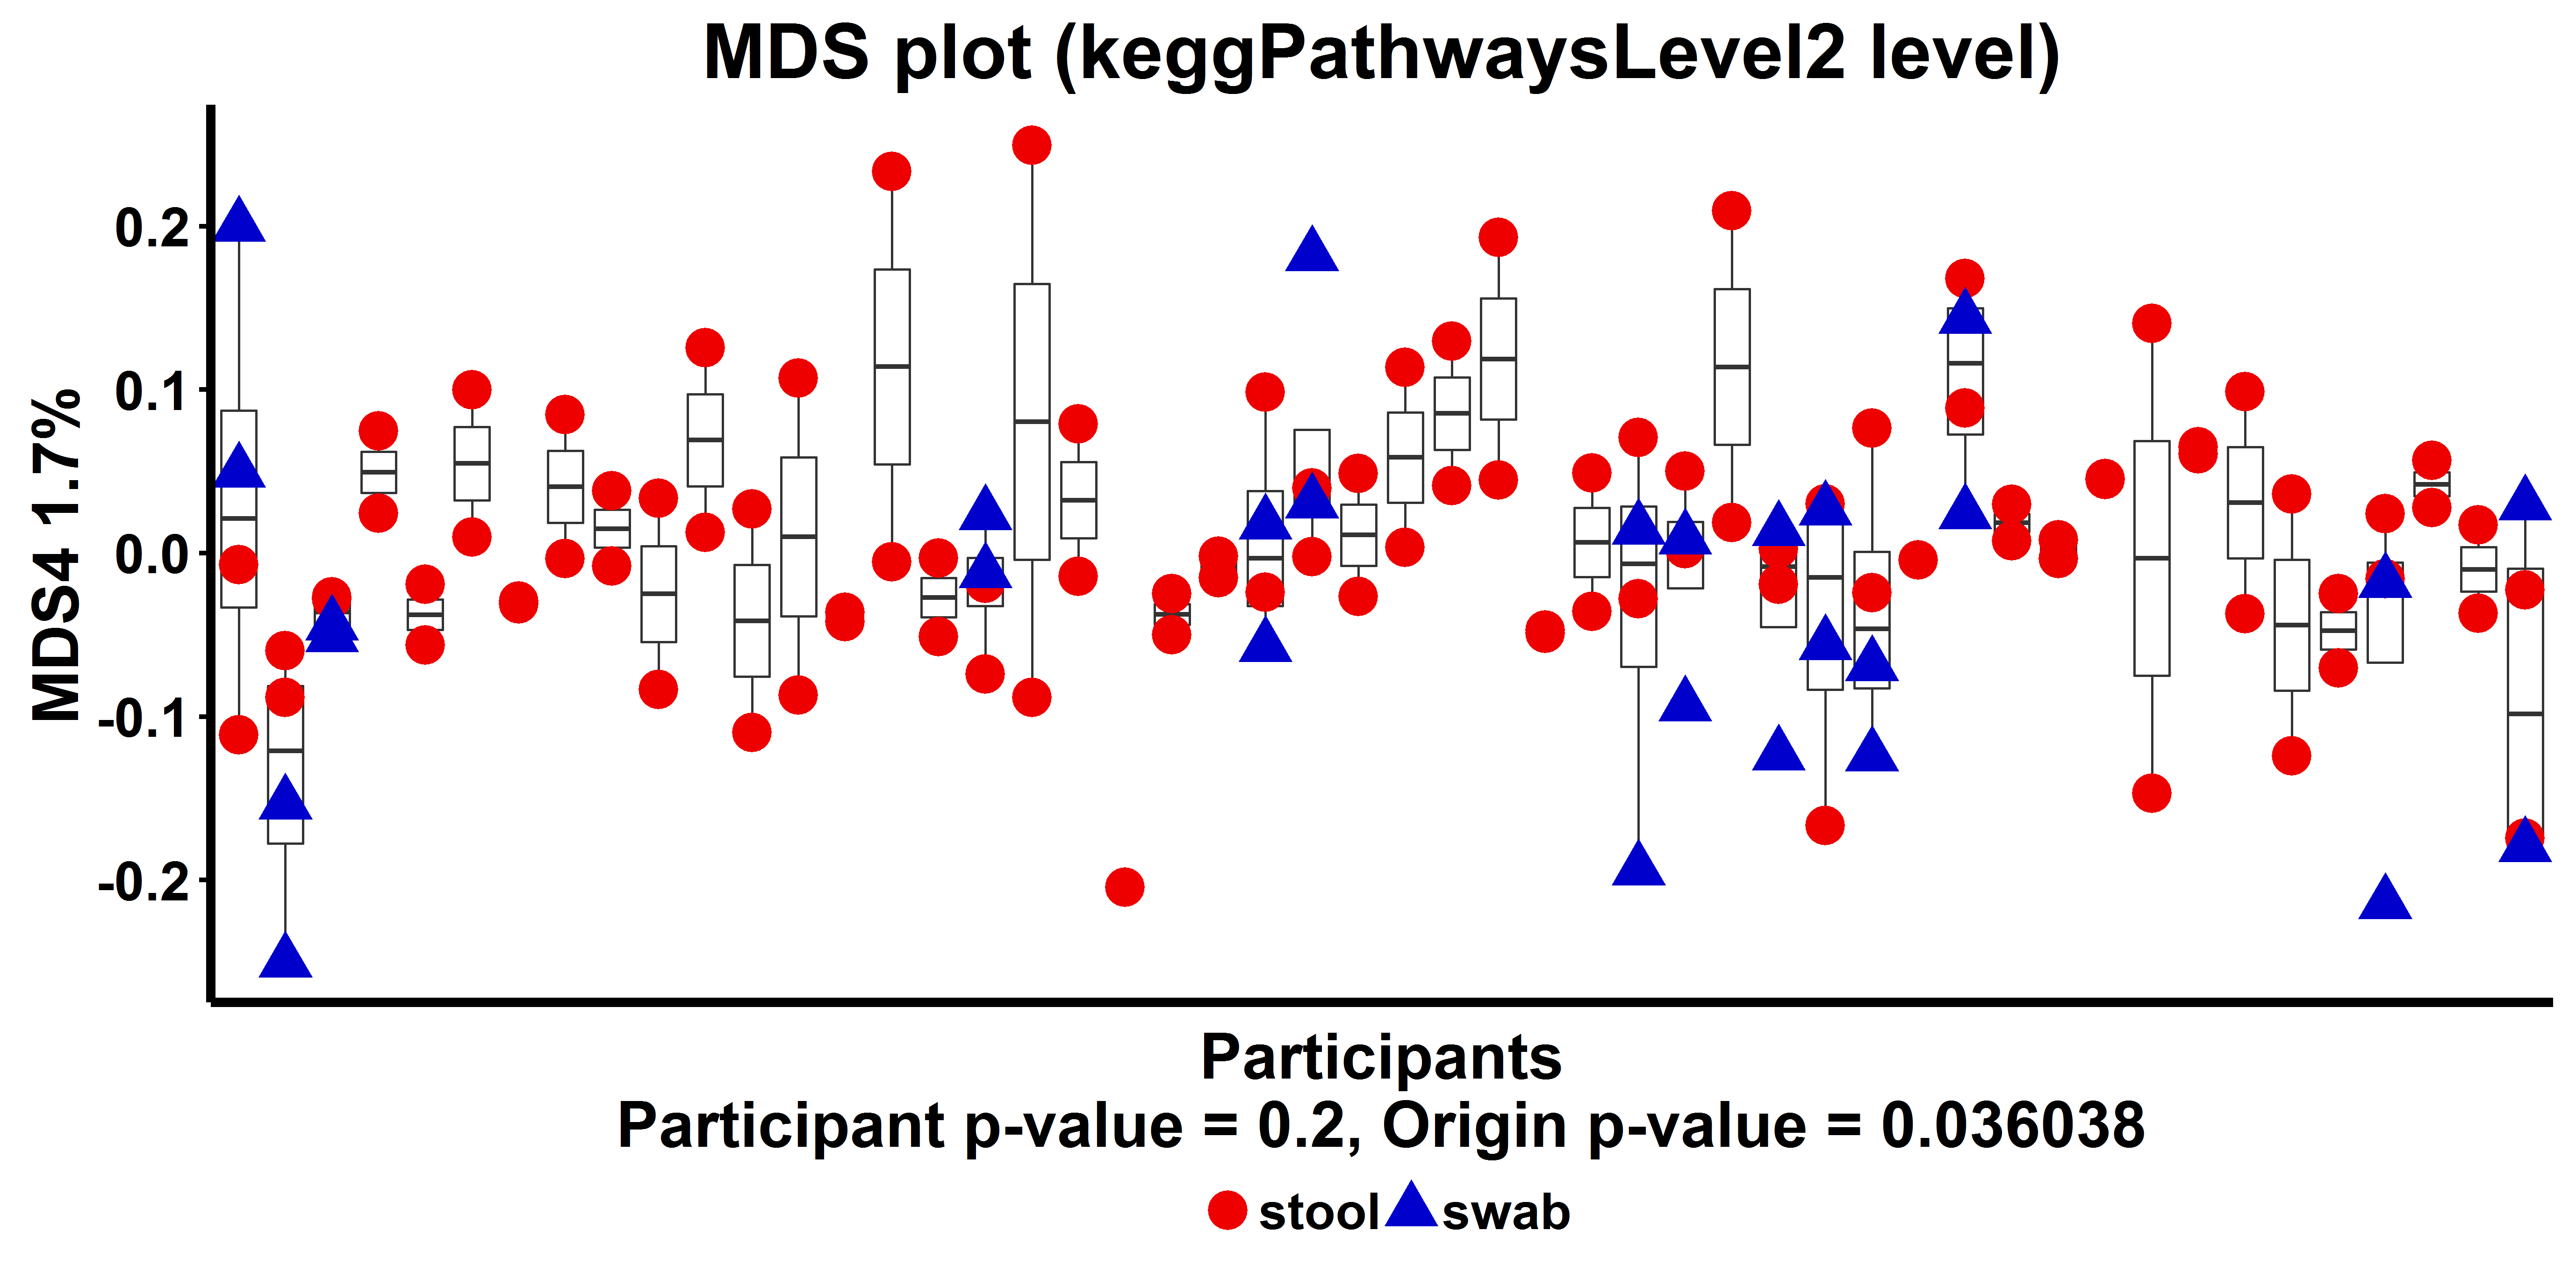 MDS plot (keggPathwaysLevel2 level)
MDS4 1.7%
0.2
0.1
0.0
-0.1
-0.2
Participants
Participant p-value = 0.2, Origin p-value = 0.036038
stool swab